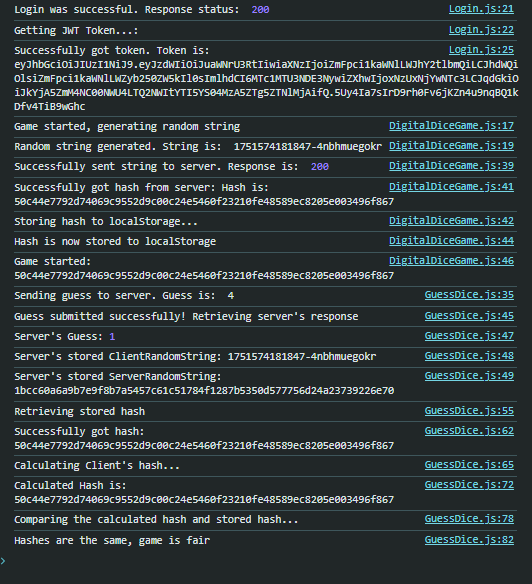 Login was successful. Response status:  200 Login.js:21
Getting JWT Token...: Login.js:22
Successfully got token. Token is: Login.js:25
eyJhbGciOiJIUzI1NiJ9.eyJzdWIiOiJuaWNrU3RtIiwiaXNzIjoiZmFpci1kaWNlLWJhY2tlbmQiLCJhdWQi
OlsiZmFpci1kaWNlLWZyb250ZW5kIl0sImlhdCI6MTc1MTU3NDE3NywiZXhwIjoxNzUxNjYwNTc3LCJqdGkiO
iJkYjA5ZmM4NC00NWU4LTQ2NWItYTI5YS04MzA5ZTg5ZTNlMjAifQ.5Uy4Ia7sIrD9rh0Fv6jKZn4u9nqBQ1k
Dfv4TiB9wGhc
Game started, generating random string DigitalDiceGame.js:17
Random string generated. String is:  1751574181847-4nbhmuegokr DigitalDiceGame.js:19
Successfully sent string to server. Response is:  200 DigitalDiceGame.js:39
Successfully got hash from server: Hash is: DigitalDiceGame.js:41
50c44e7792d74069c9552d9c00c24e5460f23210fe48589ec8205e003496f867
Storing hash to localStorage... DigitalDiceGame.js:42
Hash is now stored to localStorage DigitalDiceGame.js:44
Game started: DigitalDiceGame.js:46
50c44e7792d74069c9552d9c00c24e5460f23210fe48589ec8205e003496f867
Sending guess to server. Guess is:  4 GuessDice.js:35
Guess submitted successfully! Retrieving server's response GuessDice.js:45
Server's Guess: 1 GuessDice.js:47
Server's stored ClientRandomString: 1751574181847-4nbhmuegokr GuessDice.js:48
Server's stored ServerRandomString: GuessDice.js:49
1bcc60a6a9b7e9f8b7a5457c61c51784f1287b5350d577756d24a23739226e70
Retrieving stored hash GuessDice.js:55
Successfully got hash: GuessDice.js:62
50c44e7792d74069c9552d9c00c24e5460f23210fe48589ec8205e003496f867
Calculating Client's hash... GuessDice.js:65
Calculated Hash is: GuessDice.js:72
50c44e7792d74069c9552d9c00c24e5460f23210fe48589ec8205e003496f867
Comparing the calculated hash and stored hash... GuessDice.js:78
Hashes are the same, game is fair GuessDice.js:82